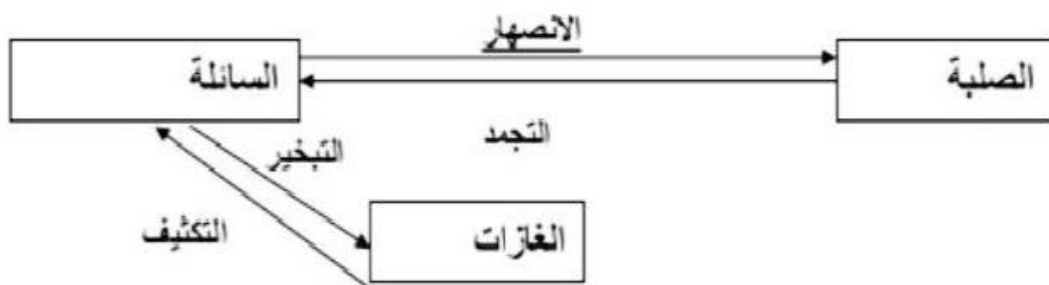 الانصهار
الصلبة
السائلة
التجمد
التبخير
الغازات
التكثيف